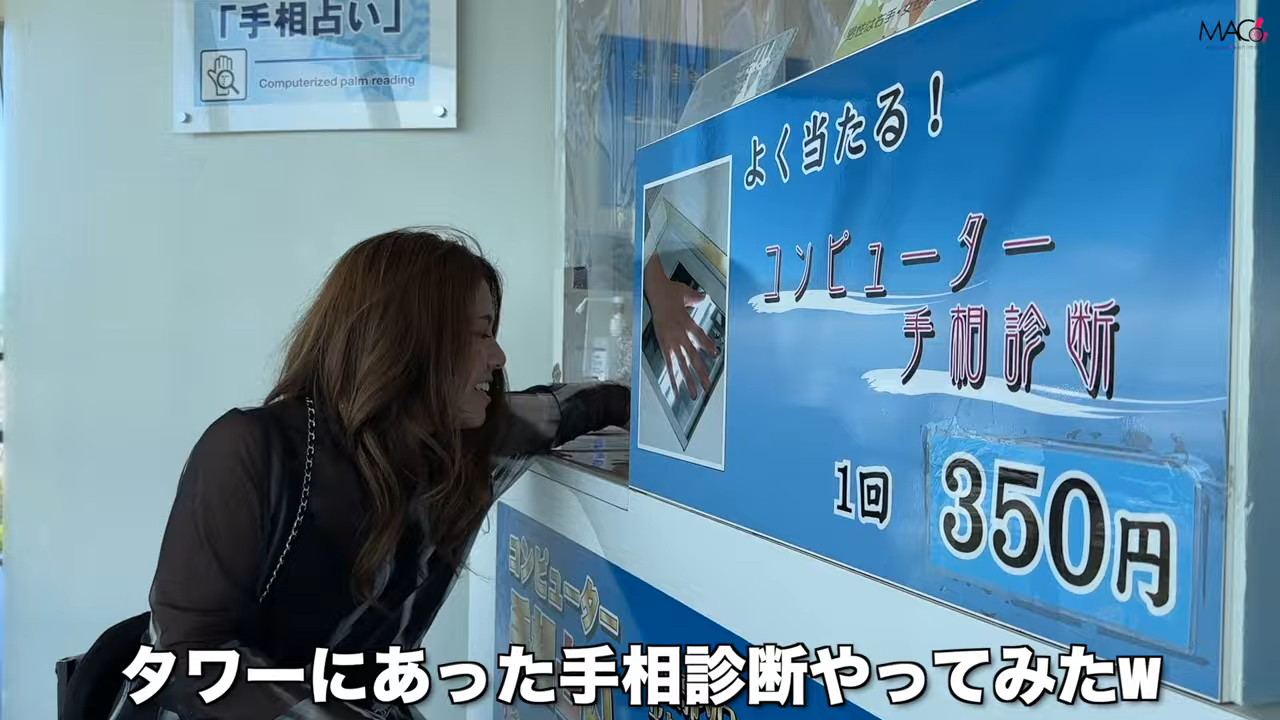 「手相占い」
Computerized palm reading
MACO
よく当たる!
コンピューター
手相診断
1回 350円
コンピューター
タワーにあった手相診断やってみたw